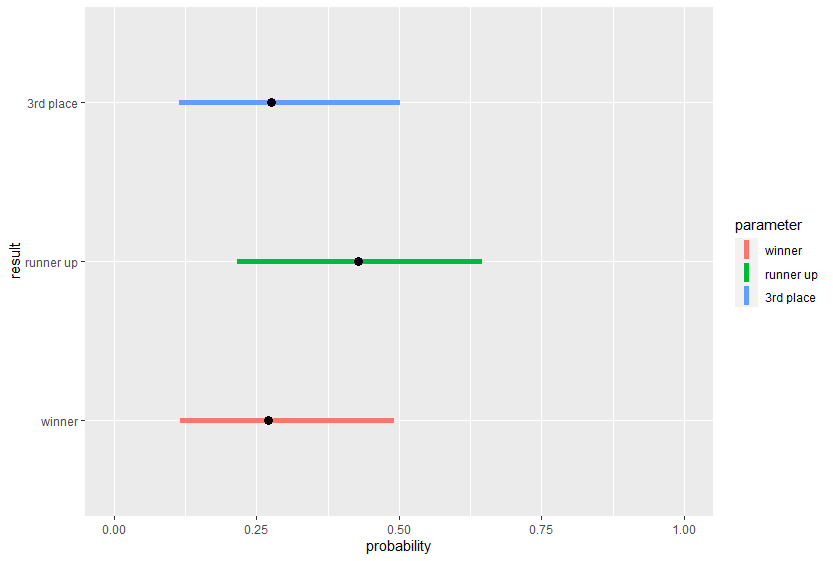 3rd place
runner up
winner
result
0.00 0.25 0.50 0.75 1.00
probability
parameter
winner
runner up
3rd place